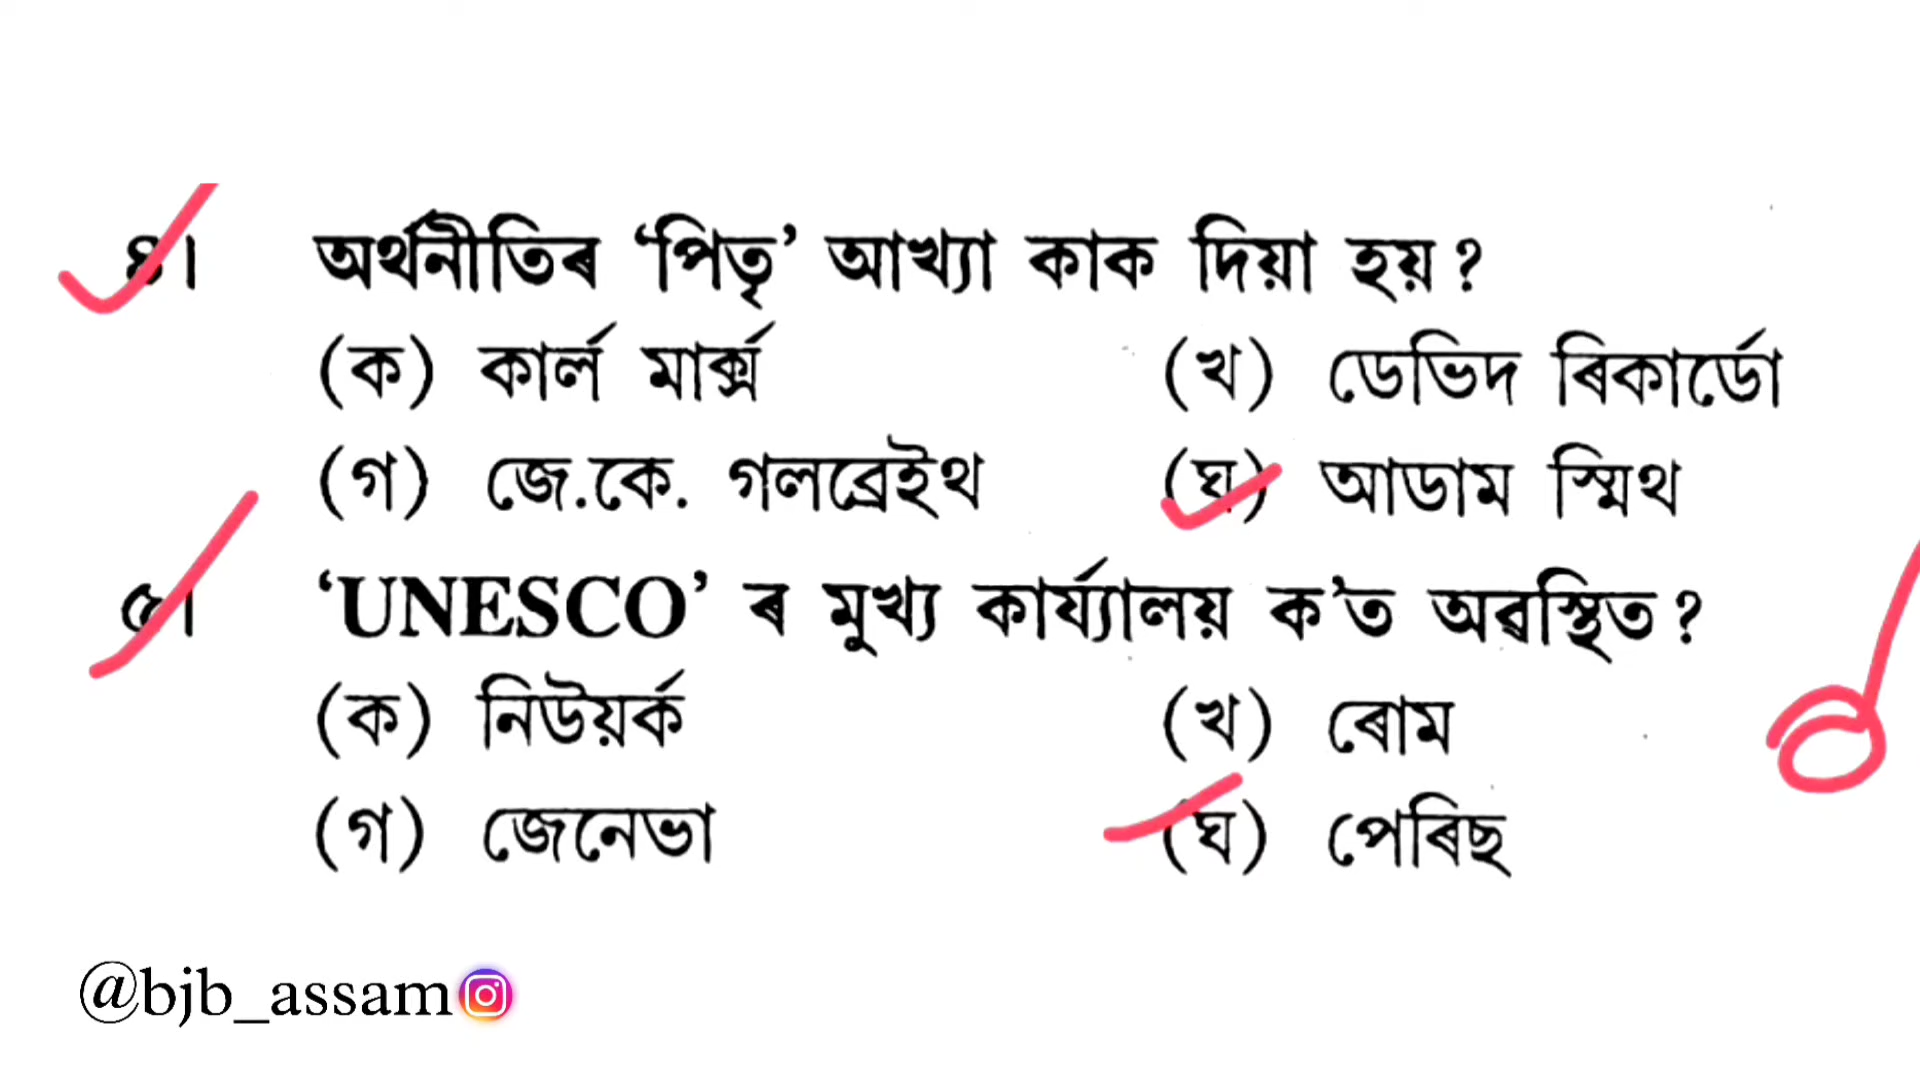 ৪। অৰ্থনীতিৰ ‘পিতৃ’ আখ্যা কাক দিয়া হয়?
(ক) কাৰ্ল মাৰ্ক্স (খ) ডেভিদ ৰিকাৰ্ডো
(গ) জে.কে. গলব্ৰেইথ (ঘ) আডাম স্মিথ
৫। ‘UNESCO’ ৰ মুখ্য কাৰ্য্যালয় ক’ত অৱস্থিত?
(ক) নিউয়ৰ্ক (খ) ৰোম
(গ) জেনেভা (ঘ) পেৰিছ
@bjb_assam